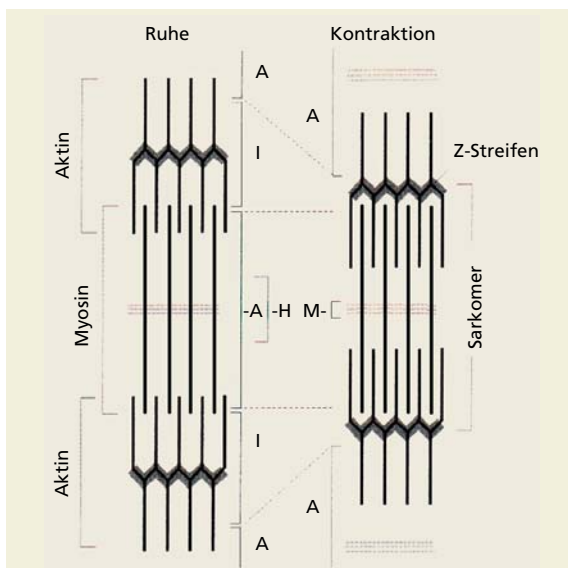 Ruhe
Kontraktion
A
A
Aktin
I
Z-Streifen
Myosin
-A
-H
M-
Sarkomer
Aktin
I
A
A